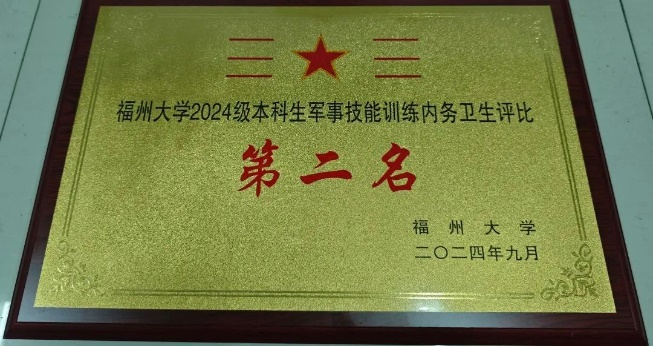 福州大学2024级本科生军事技能训练内务卫生评比
第二名
福州大学
二〇二四年九月